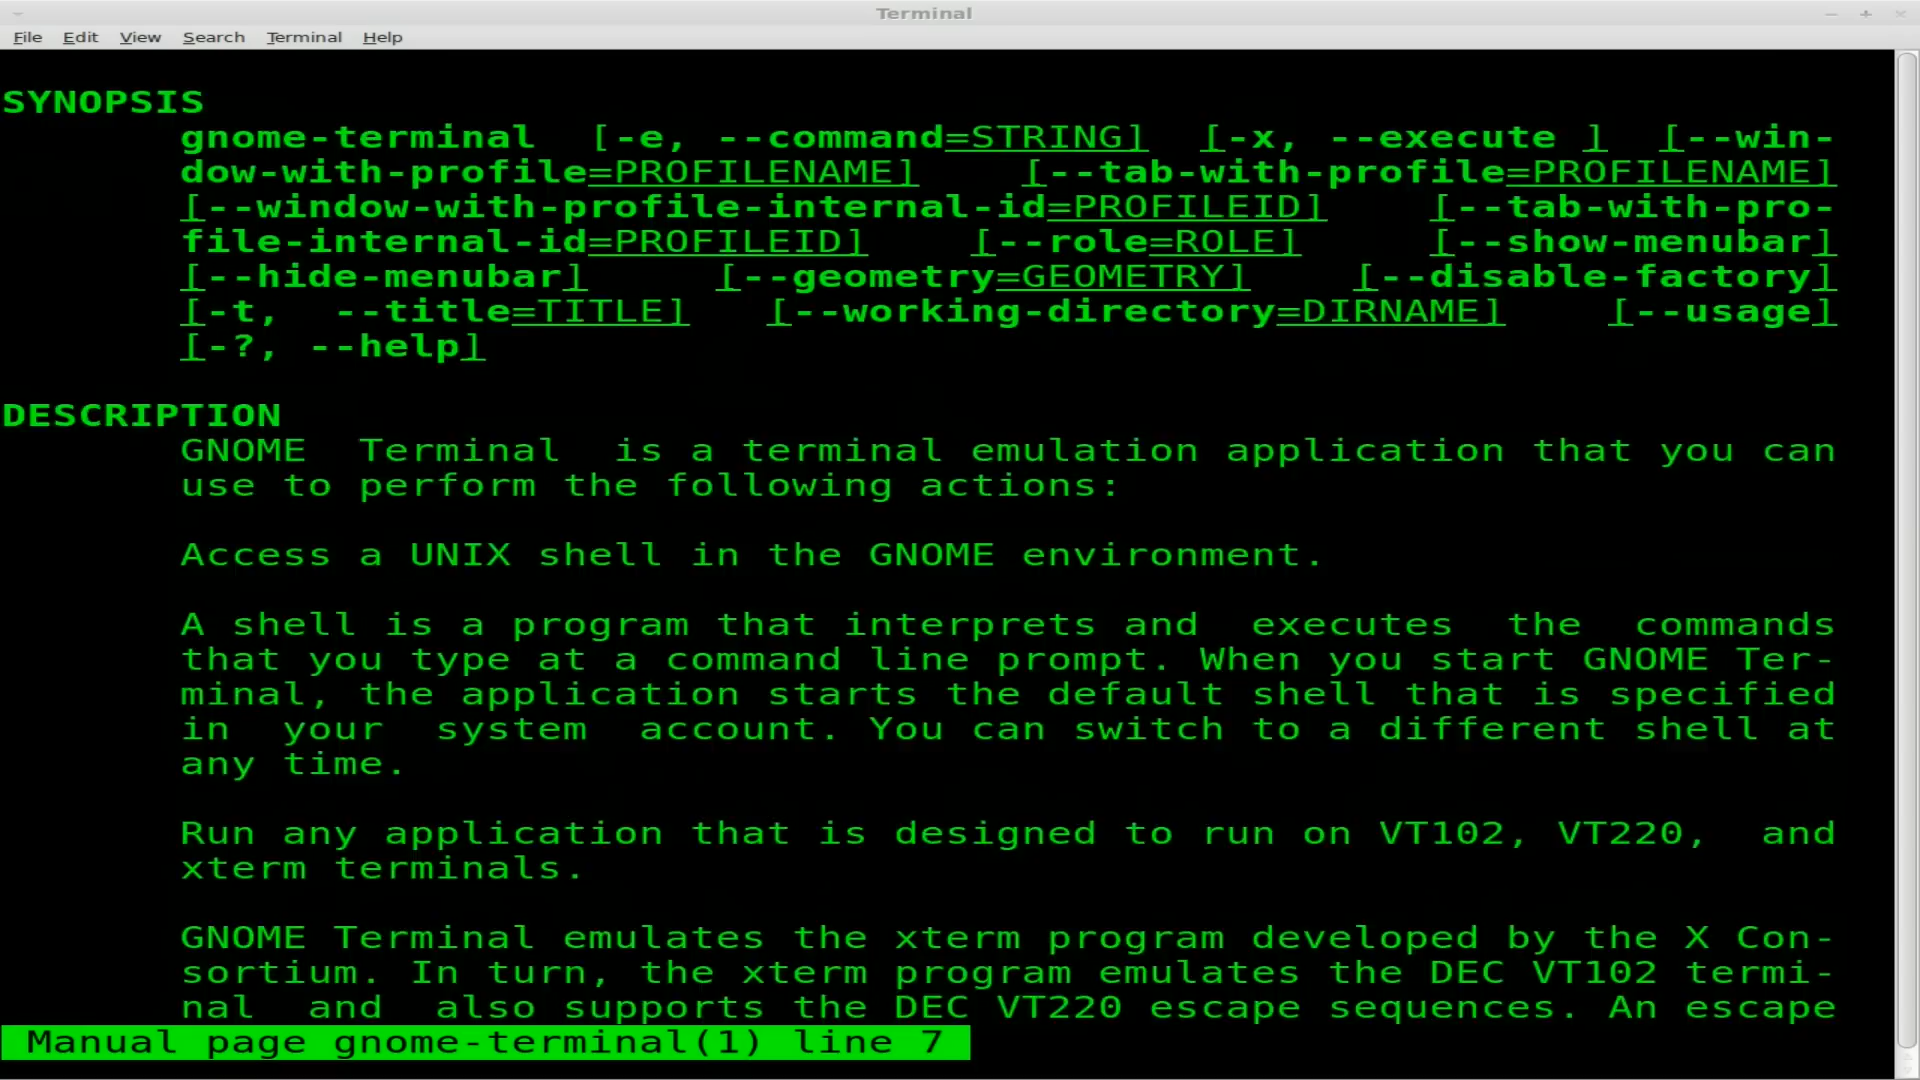 Terminal
File Edit View Search Terminal Help
SYNOPSIS
gnome-terminal [-e, --command=STRING] [-x, --execute ] [--win-
dow-with-profile=PROFILENAME] [--tab-with-profile=PROFILENAME]
[--window-with-profile-internal-id=PROFILEID] [--tab-with-pro-
file-internal-id=PROFILEID] [--role=ROLE] [--show-menubar]
[--hide-menubar] [--geometry=GEOMETRY] [--disable-factory]
[-t, --title=TITLE] [--working-directory=DIRNAME] [--usage]
[-?, --help]
DESCRIPTION
GNOME Terminal is a terminal emulation application that you can
use to perform the following actions:
Access a UNIX shell in the GNOME environment.
A shell is a program that interprets and executes the commands
that you type at a command line prompt. When you start GNOME Ter-
minal, the application starts the default shell that is specified
in your system account. You can switch to a different shell at
any time.
Run any application that is designed to run on VT102, VT220, and
xterm terminals.
GNOME Terminal emulates the xterm program developed by the X Con-
sortium. In turn, the xterm program emulates the DEC VT102 termi-
nal and also supports the DEC VT220 escape sequences. An escape
Manual page gnome-terminal(1) line 7